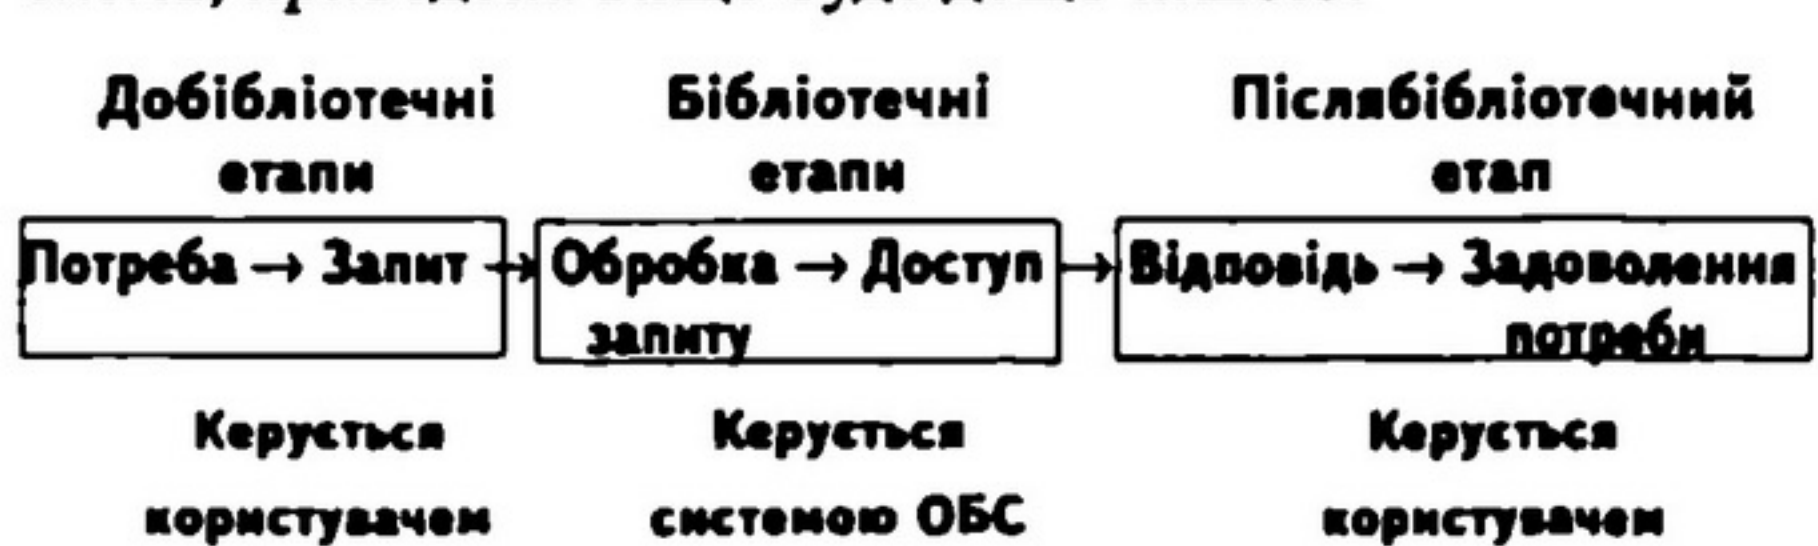 Добібліотечні етапи
Бібліотечні етапи
Післябібліотечний етап
Потреба → Запит → Обробка запиту → Доступ → Відповідь → Задоволення потреби
Керується користувачем
Керується системою ОБС
Керується користувачем